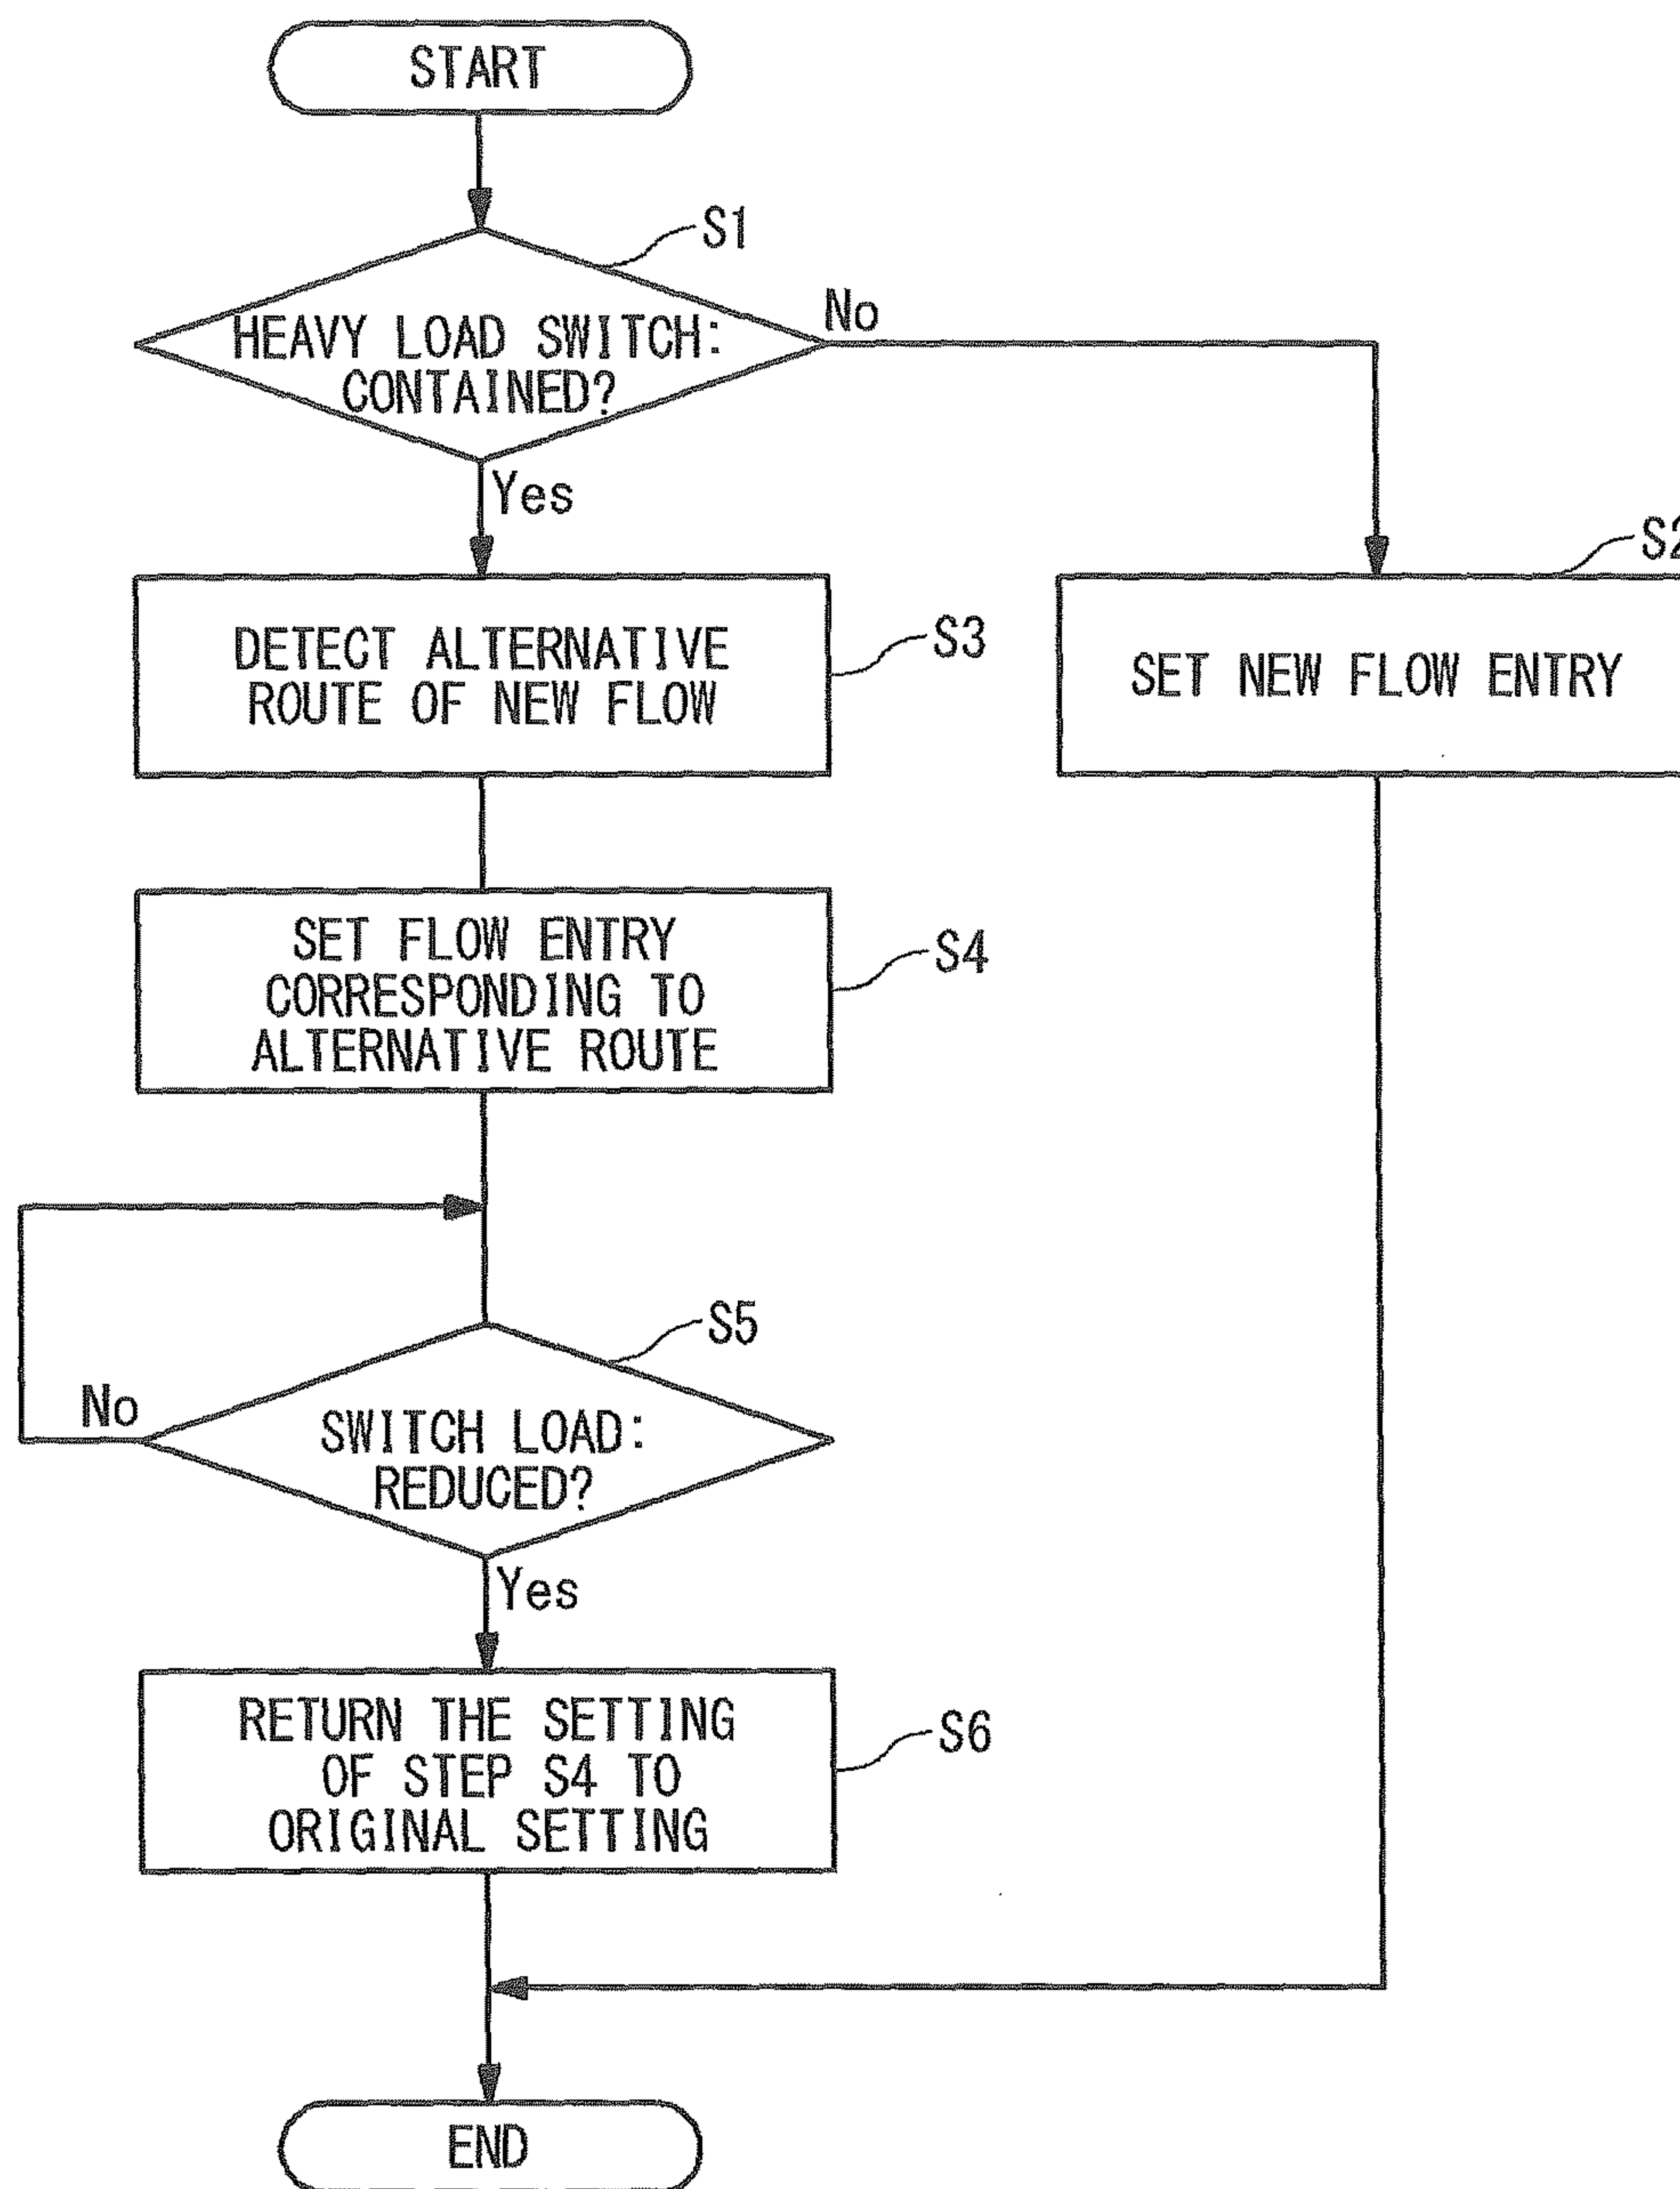 START
S1
HEAVY LOAD SWITCH:
CONTAINED?
No
Yes
S2
SET NEW FLOW ENTRY
S3
DETECT ALTERNATIVE
ROUTE OF NEW FLOW
S4
SET FLOW ENTRY
CORRESPONDING TO
ALTERNATIVE ROUTE
S5
No
SWITCH LOAD:
REDUCED?
Yes
S6
RETURN THE SETTING
OF STEP S4 TO
ORIGINAL SETTING
END